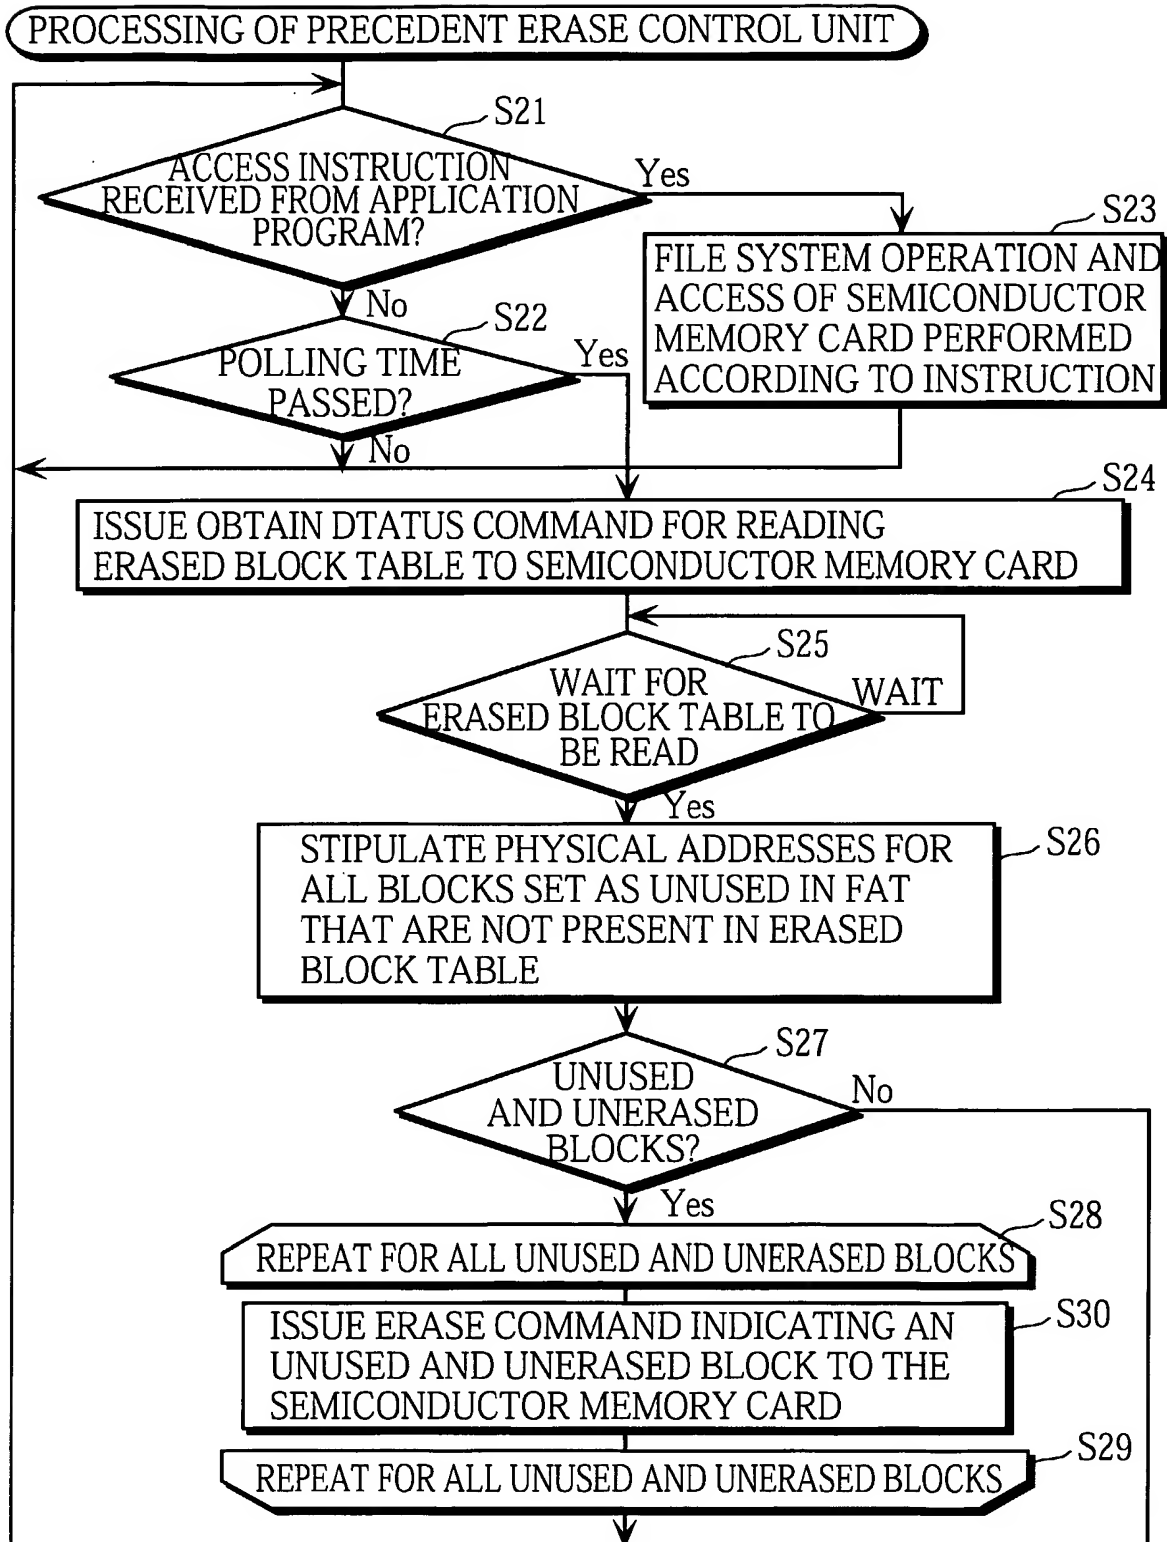 PROCESSING OF PRECEDENT ERASE CONTROL UNIT
S21
ACCESS INSTRUCTION
RECEIVED FROM APPLICATION
PROGRAM?
Yes
No
S23
FILE SYSTEM OPERATION AND
ACCESS OF SEMICONDUCTOR
MEMORY CARD PERFORMED
ACCORDING TO INSTRUCTION
S22
POLLING TIME
PASSED?
Yes
No
S24
ISSUE OBTAIN DTATUS COMMAND FOR READING
ERASED BLOCK TABLE TO SEMICONDUCTOR MEMORY CARD
S25
WAIT FOR
ERASED BLOCK TABLE TO
BE READ
WAIT
Yes
S26
STIPULATE PHYSICAL ADDRESSES FOR
ALL BLOCKS SET AS UNUSED IN FAT
THAT ARE NOT PRESENT IN ERASED
BLOCK TABLE
S27
UNUSED
AND UNERASED
BLOCKS?
No
Yes
S28
REPEAT FOR ALL UNUSED AND UNERASED BLOCKS
S30
ISSUE ERASE COMMAND INDICATING AN
UNUSED AND UNERASED BLOCK TO THE
SEMICONDUCTOR MEMORY CARD
S29
REPEAT FOR ALL UNUSED AND UNERASED BLOCKS